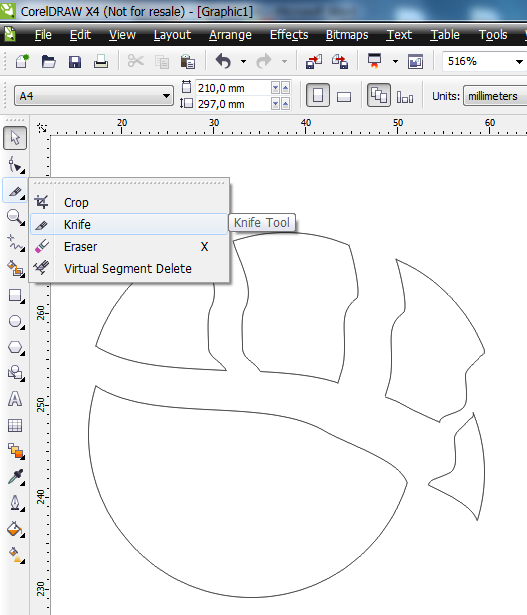 CorelDRAW X4 (Not for resale) - [Graphic1]
File Edit View Layout Arrange Effects Bitmaps Text Table Tools
516%
A4 210,0 mm 297,0 mm Units: millimeters
20 30 40 50 60
Crop
Knife Knife Tool
Eraser X
Virtual Segment Delete
260
250
240
230